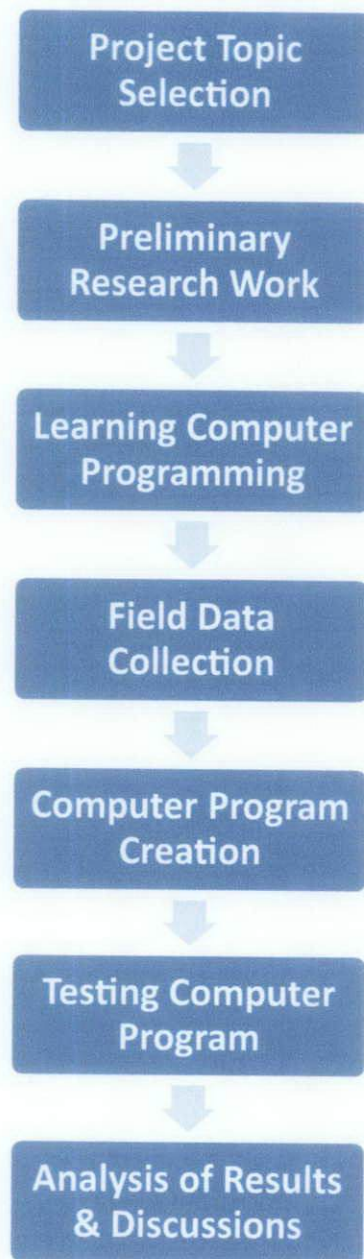 Project Topic
Selection
Preliminary
Research Work
Learning Computer
Programming
Field Data
Collection
Computer Program
Creation
Testing Computer
Program
Analysis of Results
& Discussions